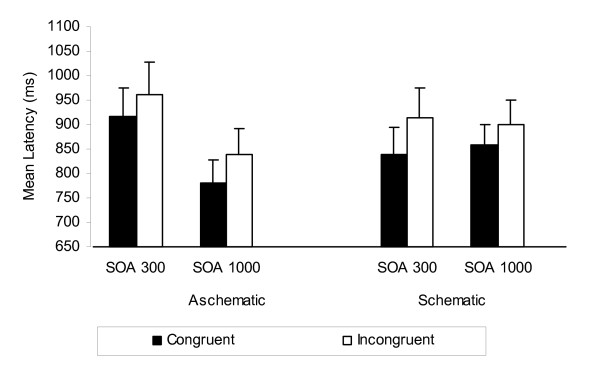 Mean Latency (ms)
1100
1050
1000
950
900
850
800
750
700
650
SOA 300 SOA 1000 SOA 300 SOA 1000
Aschematic Schematic
Congruent Incongruent